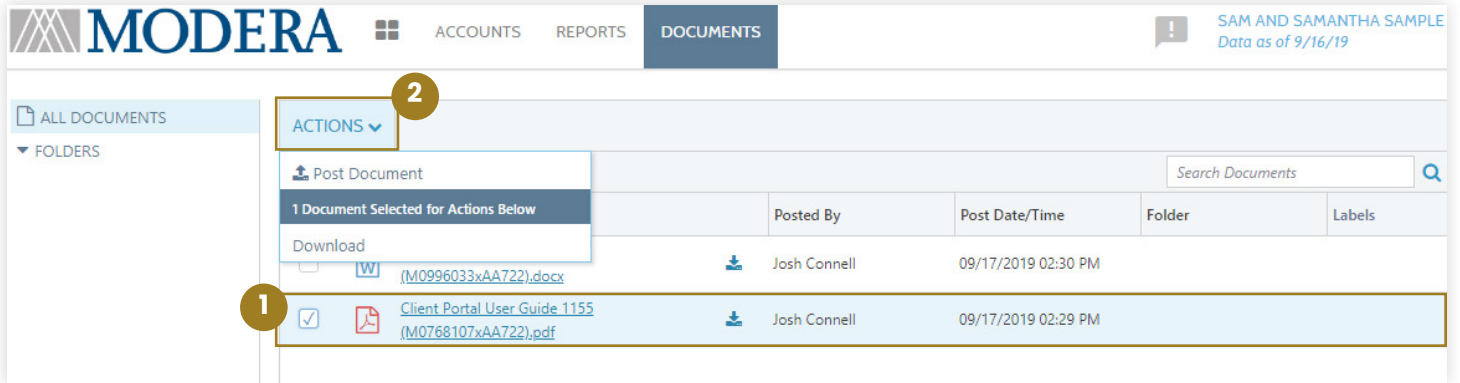 MODERA
ACCOUNTS REPORTS DOCUMENTS
SAM AND SAMANTHA SAMPLE
Data as of 9/16/19
2
ALL DOCUMENTS
ACTIONS
FOLDERS
Post Document
Search Documents
1 Document Selected for Actions Below
Posted By Post Date/Time Folder Labels
Download
W
(M0996033xAA722).docx
Josh Connell 09/17/2019 02:30 PM
1
Client Portal User Guide 1155
(M0768107xAA722).pdf
Josh Connell 09/17/2019 02:29 PM